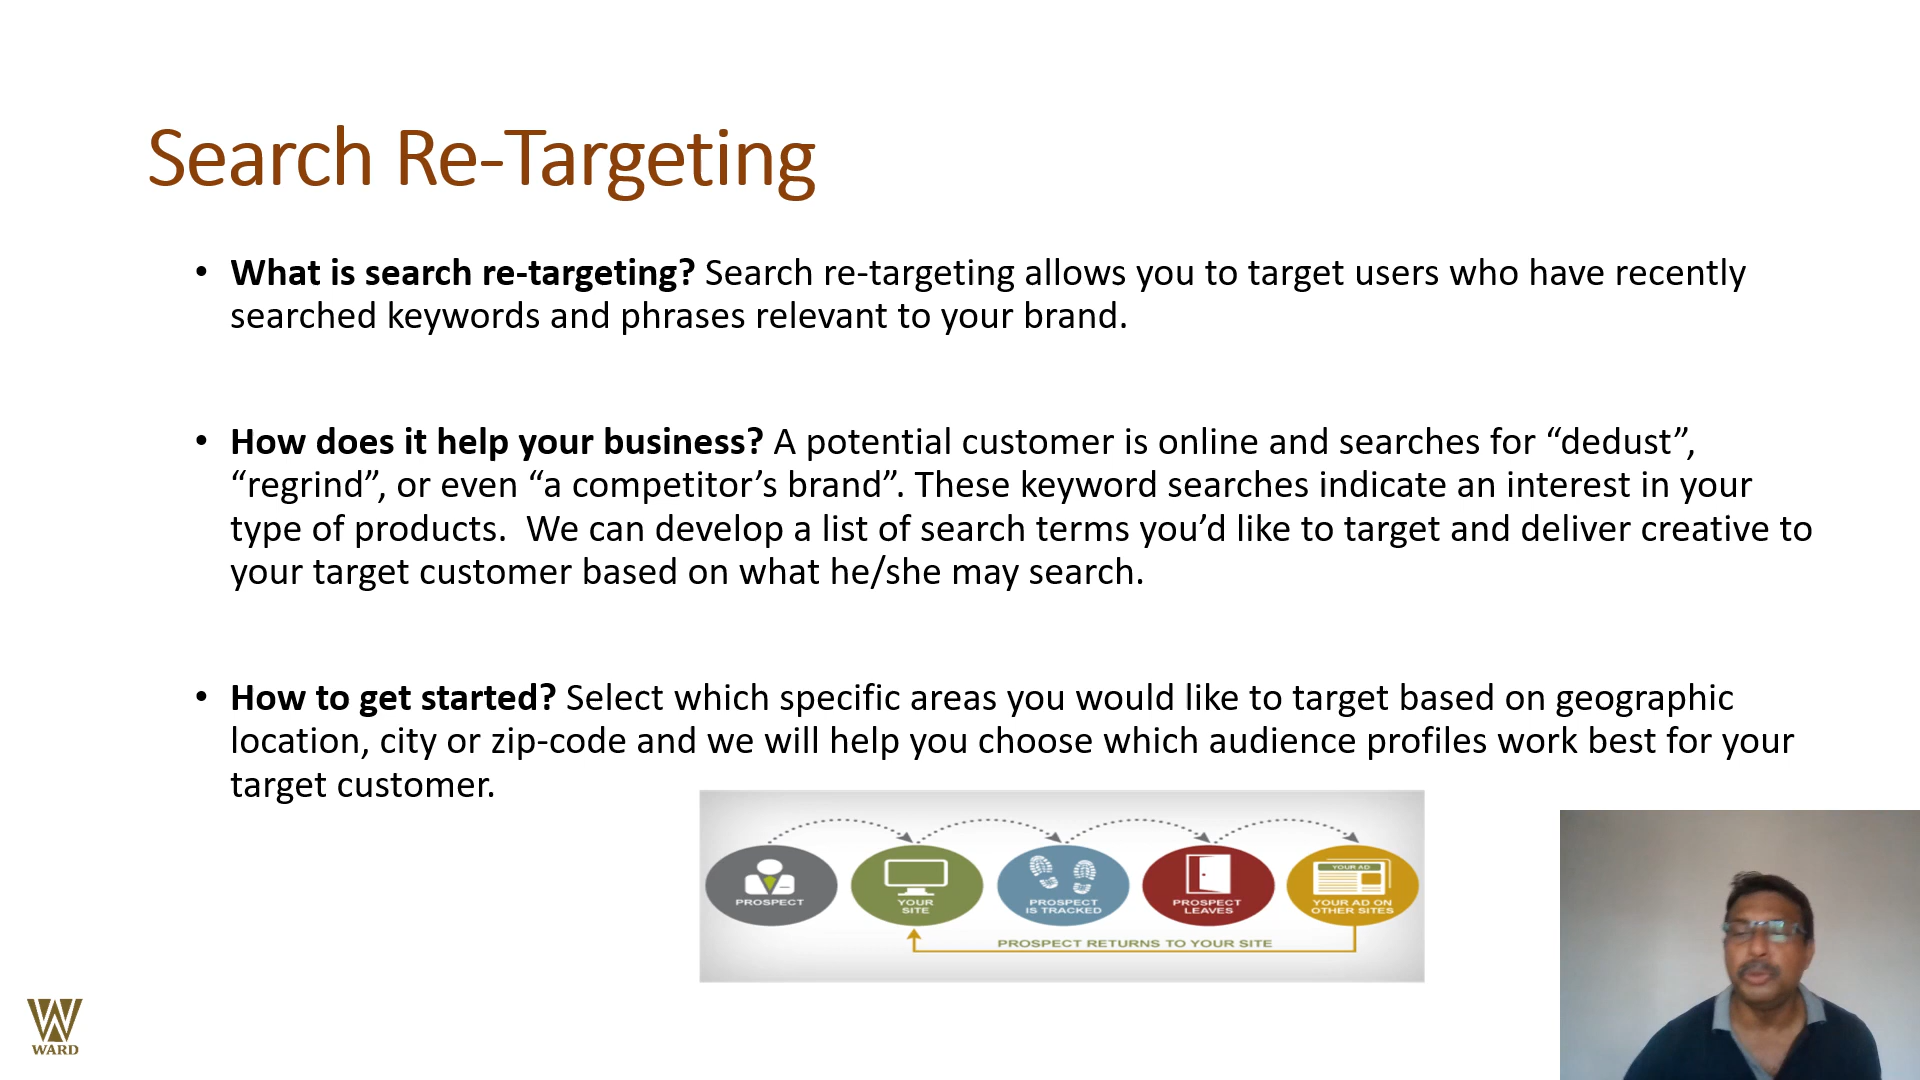 Search Re-Targeting
• What is search re-targeting? Search re-targeting allows you to target users who have recently
searched keywords and phrases relevant to your brand.
• How does it help your business? A potential customer is online and searches for “dedust”,
“regrind”, or even “a competitor’s brand”. These keyword searches indicate an interest in your
type of products.  We can develop a list of search terms you’d like to target and deliver creative to
your target customer based on what he/she may search.
• How to get started? Select which specific areas you would like to target based on geographic
location, city or zip-code and we will help you choose which audience profiles work best for your
target customer.
PROSPECT
YOUR
SITE
PROSPECT
IS TRACKED
PROSPECT
LEAVES
YOUR AD
YOUR AD ON
OTHER SITES
PROSPECT RETURNS TO YOUR SITE
W
WARD